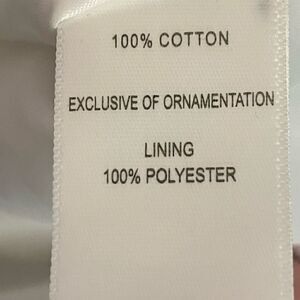 100% COTTON
EXCLUSIVE OF ORNAMENTATION
LINING
100% POLYESTER